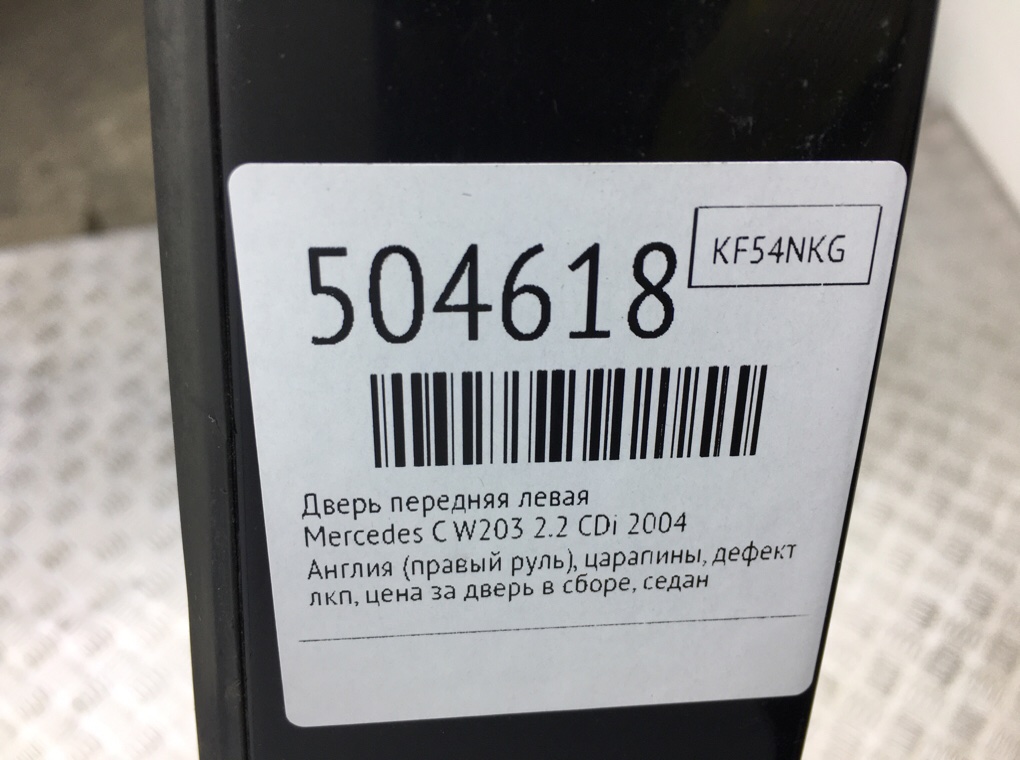 504618
KF54NKG
Дверь передняя левая
Mercedes C W203 2.2 CDi 2004
Англия (правый руль), царапины, дефект
лкп, цена за дверь в сборе, седан